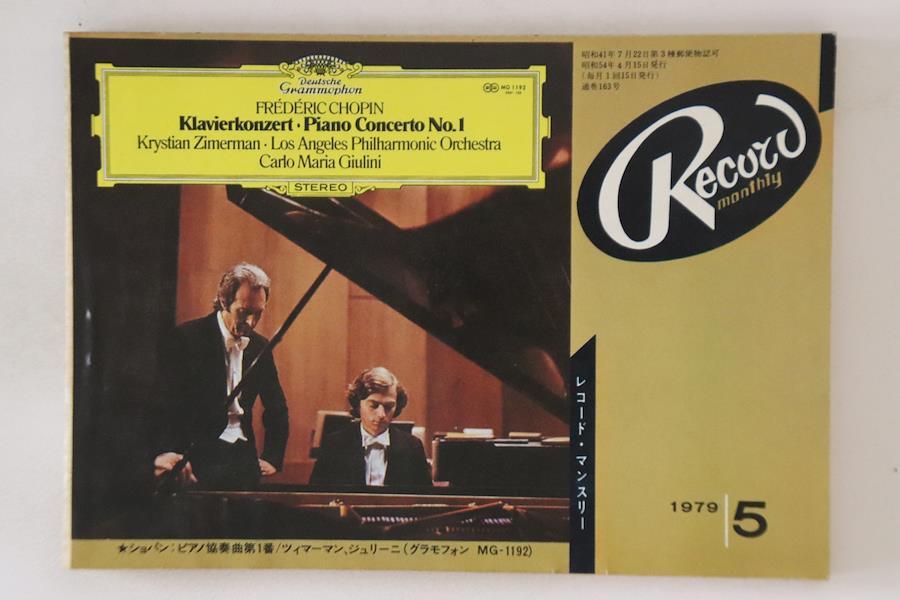 Deutsche
Grammophon
MG 1192
FRÉDÉRIC CHOPIN
Klavierkonzert · Piano Concerto No.1
Krystian Zimerman · Los Angeles Philharmonic Orchestra
Carlo Maria Giulini
STEREO
昭和41年7月22日第3種郵便物認可
昭和54年4月15日発行
(毎月1回15日発行)
通巻163号
Record
monthly
レコード・マンスリー
1979 5
★ショパン:ピアノ協奏曲第1番/ツィマーマン、ジュリーニ(グラモフォン MG-1192)